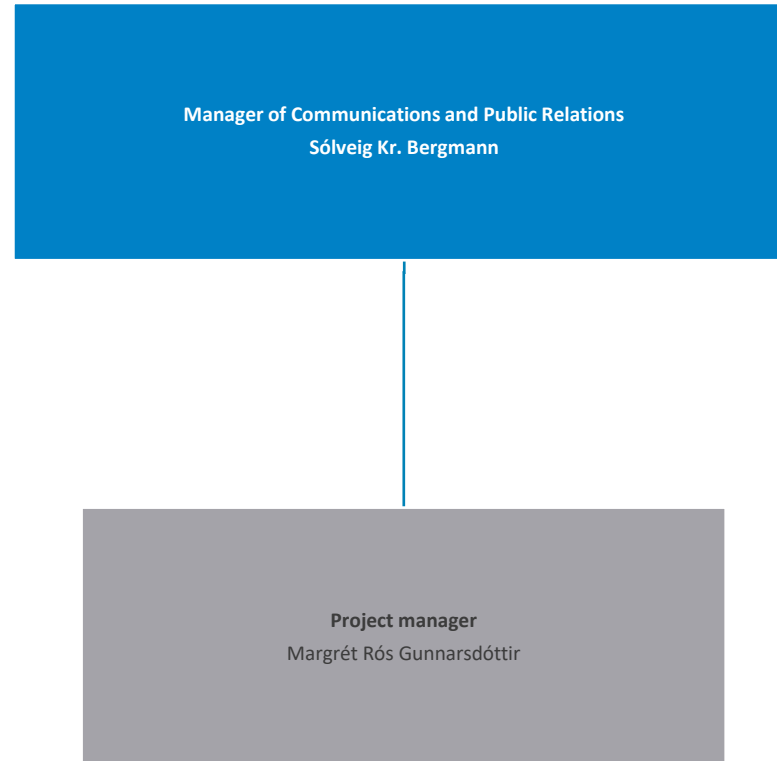 Manager of Communications and Public Relations
Sólveig Kr. Bergmann
Project manager
Margrét Rós Gunnarsdóttir